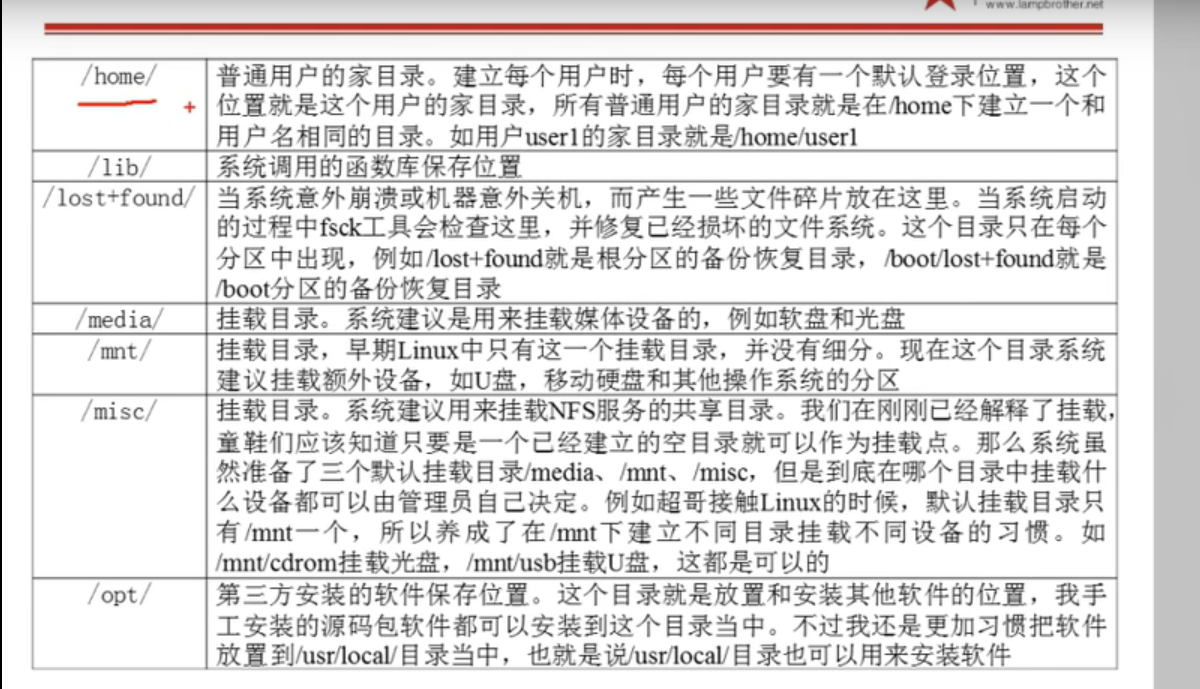 www.lampbrother.net
/home/
普通用户的家目录。建立每个用户时，每个用户要有一个默认登录位置，这个
位置就是这个用户的家目录，所有普通用户的家目录就是在/home下建立一个和
用户名相同的目录。如用户user1的家目录就是/home/user1
/lib/
系统调用的函数库保存位置
/lost+found/
当系统意外崩溃或机器意外关机，而产生一些文件碎片放在这里。当系统启动
的过程中fsck工具会检查这里，并修复已经损坏的文件系统。这个目录只在每个
分区中出现，例如/lost+found就是根分区的备份恢复目录，/boot/lost+found就是
/boot分区的备份恢复目录
/media/
挂载目录。系统建议是用来挂载媒体设备的，例如软盘和光盘
/mnt/
挂载目录，早期Linux中只有这一个挂载目录，并没有细分。现在这个目录系统
建议挂载额外设备，如U盘，移动硬盘和其他操作系统的分区
/misc/
挂载目录。系统建议用来挂载NFS服务的共享目录。我们在刚刚已经解释了挂载，
童鞋们应该知道只要是一个已经建立的空目录就可以作为挂载点。那么系统虽
然准备了三个默认挂载目录/media、/mnt、/misc，但是到底在哪个目录中挂载什
么设备都可以由管理员自己决定。例如超哥接触Linux的时候，默认挂载目录只
有/mnt一个，所以养成了在/mnt下建立不同目录挂载不同设备的习惯。如
/mnt/cdrom挂载光盘，/mnt/usb挂载U盘，这都是可以的
/opt/
第三方安装的软件保存位置。这个目录就是放置和安装其他软件的位置，我手
工安装的源码包软件都可以安装到这个目录当中。不过我还是更加习惯把软件
放置到/usr/local/目录当中，也就是说/usr/local/目录也可以用来安装软件